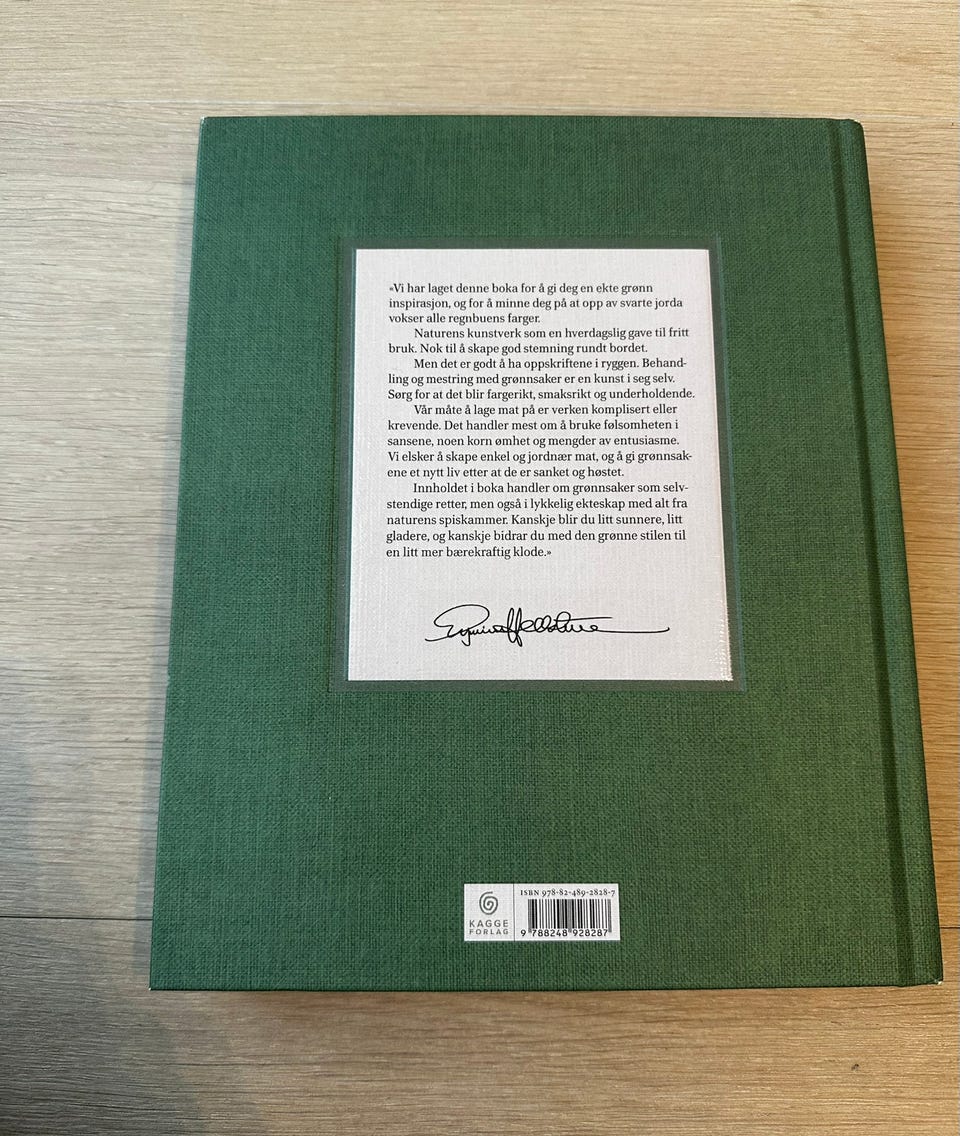 «Vi har laget denne boka for å gi deg en ekte grønn
inspirasjon, og for å minne deg på at opp av svarte jorda
vokser alle regnbuens farger.
Naturens kunstverk som en hverdagslig gave til fritt
bruk. Nok til å skape god stemning rundt bordet.
Men det er godt å ha oppskriftene i ryggen. Behand-
ling og mestring med grønnsaker er en kunst i seg selv.
Sørg for at det blir fargerikt, smaksrikt og underholdende.
Vår måte å lage mat på er verken komplisert eller
krevende. Det handler mest om å bruke følsomheten i
sansene, noen korn ømhet og mengder av entusiasme.
Vi elsker å skape enkel og jordnær mat, og å gi grønnsak-
ene et nytt liv etter at de er sanket og høstet.
Innholdet i boka handler om grønnsaker som selv-
stendige retter, men også i lykkelig ekteskap med alt fra
naturens spiskammer. Kanskje blir du litt sunnere, litt
gladere, og kanskje bidrar du med den grønne stilen til
en litt mer bærekraftig klode.»
KAGGE
FORLAG
ISBN 978-82-489-2828-7
9 788248 928287